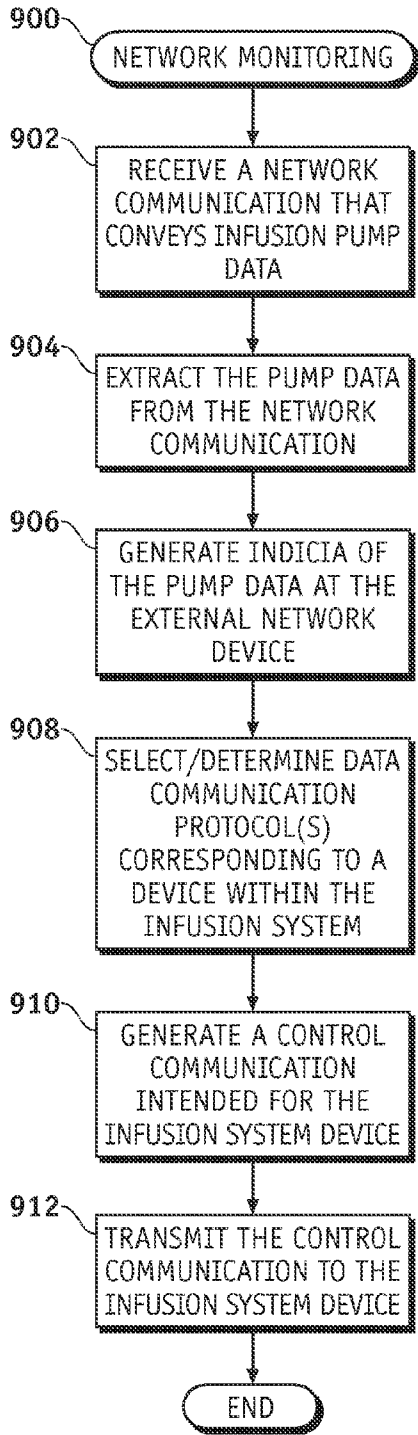 900
NETWORK MONITORING
902
RECEIVE A NETWORK
COMMUNICATION THAT
CONVEYS INFUSION PUMP
DATA
904
EXTRACT THE PUMP DATA
FROM THE NETWORK
COMMUNICATION
906
GENERATE INDICIA OF
THE PUMP DATA AT THE
EXTERNAL NETWORK
DEVICE
908
SELECT/DETERMINE DATA
COMMUNICATION
PROTOCOL(S)
CORRESPONDING TO A
DEVICE WITHIN THE
INFUSION SYSTEM
910
GENERATE A CONTROL
COMMUNICATION
INTENDED FOR THE
INFUSION SYSTEM DEVICE
912
TRANSMIT THE CONTROL
COMMUNICATION TO THE
INFUSION SYSTEM DEVICE
END